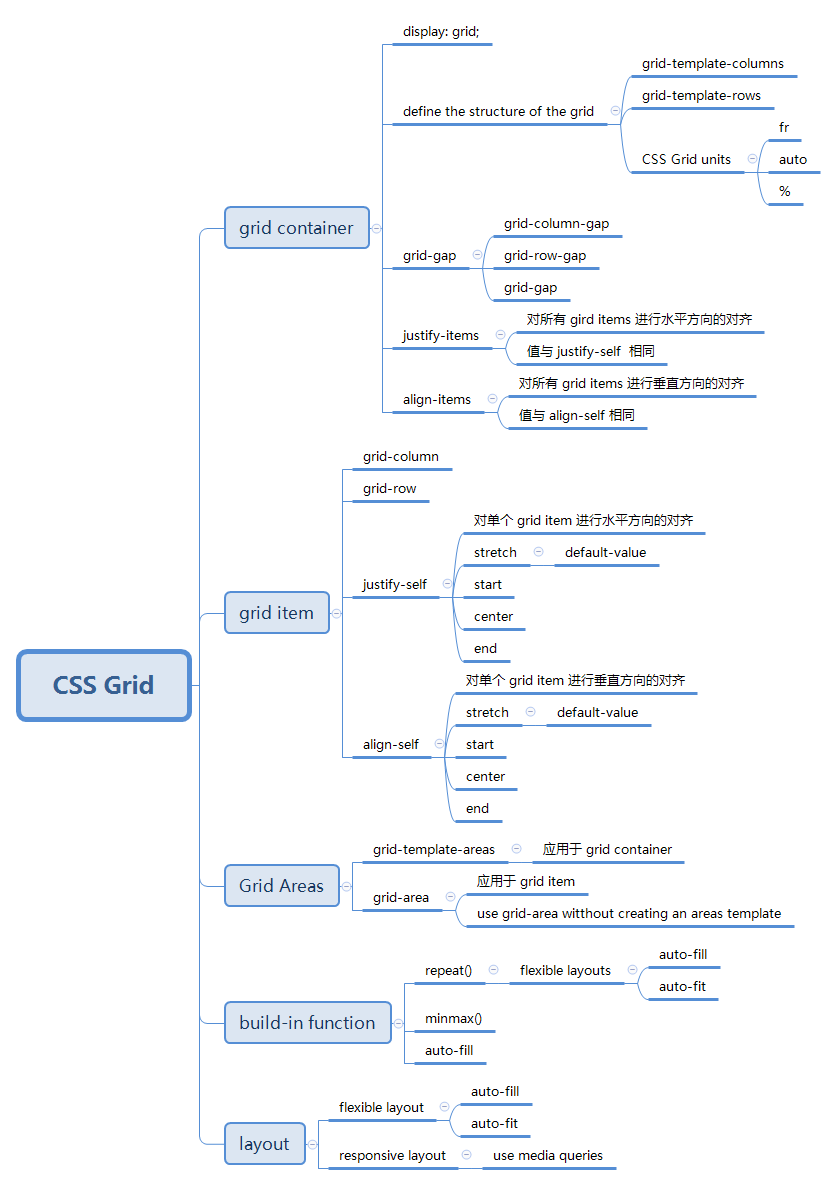 CSS Grid
grid container
display: grid;
define the structure of the grid
grid-template-columns
grid-template-rows
CSS Grid units
fr
auto
%
grid-gap
grid-column-gap
grid-row-gap
grid-gap
justify-items
对所有 gird items 进行水平方向的对齐
值与 justify-self 相同
align-items
对所有 grid items 进行垂直方向的对齐
值与 align-self 相同
grid item
grid-column
grid-row
justify-self
对单个 grid item 进行水平方向的对齐
stretch
default-value
start
center
end
align-self
对单个 grid item 进行垂直方向的对齐
stretch
default-value
start
center
end
Grid Areas
grid-template-areas
应用于 grid container
grid-area
应用于 grid item
use grid-area witthout creating an areas template
build-in function
repeat()
flexible layouts
auto-fill
auto-fit
minmax()
auto-fill
layout
flexible layout
auto-fill
auto-fit
responsive layout
use media queries